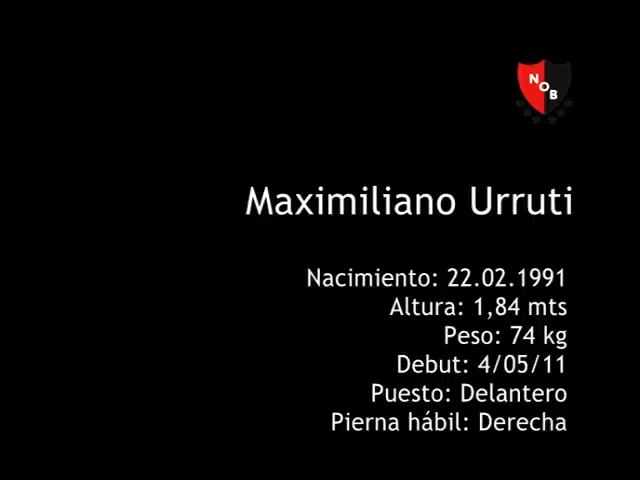 NOB
Maximiliano Urruti
Nacimiento: 22.02.1991
Altura: 1,84 mts
Peso: 74 kg
Debut: 4/05/11
Puesto: Delantero
Pierna hábil: Derecha